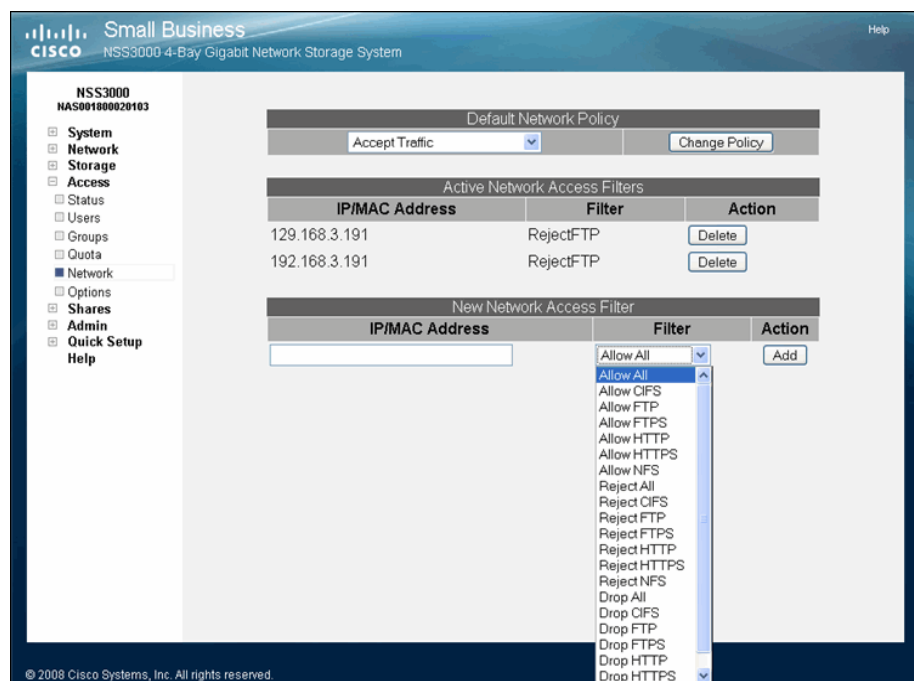 Small Business
CISCO NSS3000 4-Bay Gigabit Network Storage System
Help
NSS3000
NAS001800020103
System
Network
Storage
Access
Status
Users
Groups
Quota
Network
Options
Shares
Admin
Quick Setup
Help
Default Network Policy
Accept Traffic Change Policy
Active Network Access Filters
IP/MAC Address Filter Action
129.168.3.191 RejectFTP Delete
192.168.3.191 RejectFTP Delete
New Network Access Filter
IP/MAC Address Filter Action
Allow All Add
Allow All
Allow CIFS
Allow FTP
Allow FTPS
Allow HTTP
Allow HTTPS
Allow NFS
Reject All
Reject CIFS
Reject FTP
Reject FTPS
Reject HTTP
Reject HTTPS
Reject NFS
Drop All
Drop CIFS
Drop FTP
Drop FTPS
Drop HTTP
Drop HTTPS
© 2008 Cisco Systems, Inc. All rights reserved.